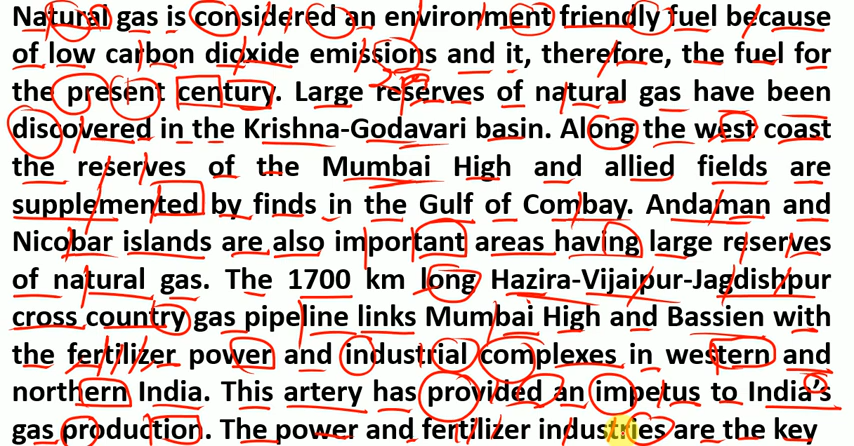 Natural gas is considered an environment friendly fuel because
of low carbon dioxide emissions and it, therefore, the fuel for
the present century. Large reserves of natural gas have been
discovered in the Krishna-Godavari basin. Along the west coast
the reserves of the Mumbai High and allied fields are
supplemented by finds in the Gulf of Combay. Andaman and
Nicobar islands are also important areas having large reserves
of natural gas. The 1700 km long Hazira-Vijaipur-Jagdishpur
cross country gas pipeline links Mumbai High and Bassien with
the fertilizer power and industrial complexes in western and
northern India. This artery has provided an impetus to India's
gas production. The power and fertilizer industries are the key